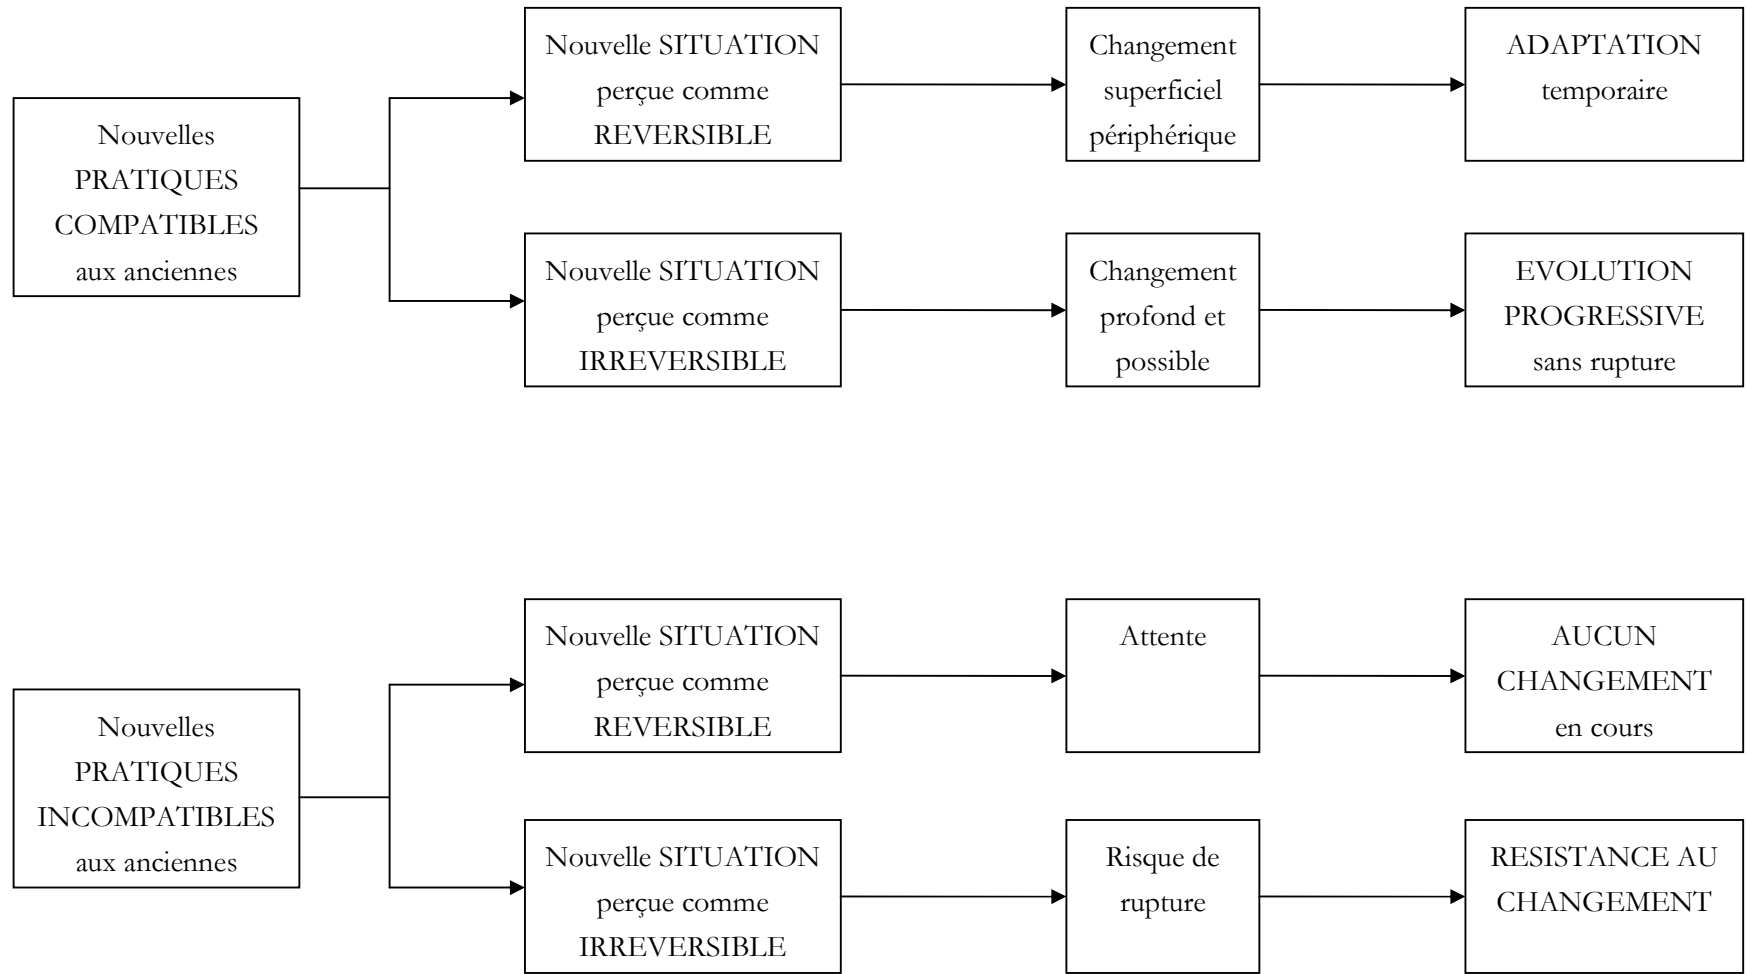 Nouvelles
PRATIQUES
COMPATIBLES
aux anciennes
Nouvelle SITUATION
perçue comme
REVERSIBLE
Changement
superficiel
périphérique
ADAPTATION
temporaire
Nouvelle SITUATION
perçue comme
IRREVERSIBLE
Changement
profond et
possible
EVOLUTION
PROGRESSIVE
sans rupture
Nouvelles
PRATIQUES
INCOMPATIBLES
aux anciennes
Nouvelle SITUATION
perçue comme
REVERSIBLE
Attente
AUCUN
CHANGEMENT
en cours
Nouvelle SITUATION
perçue comme
IRREVERSIBLE
Risque de
rupture
RESISTANCE AU
CHANGEMENT